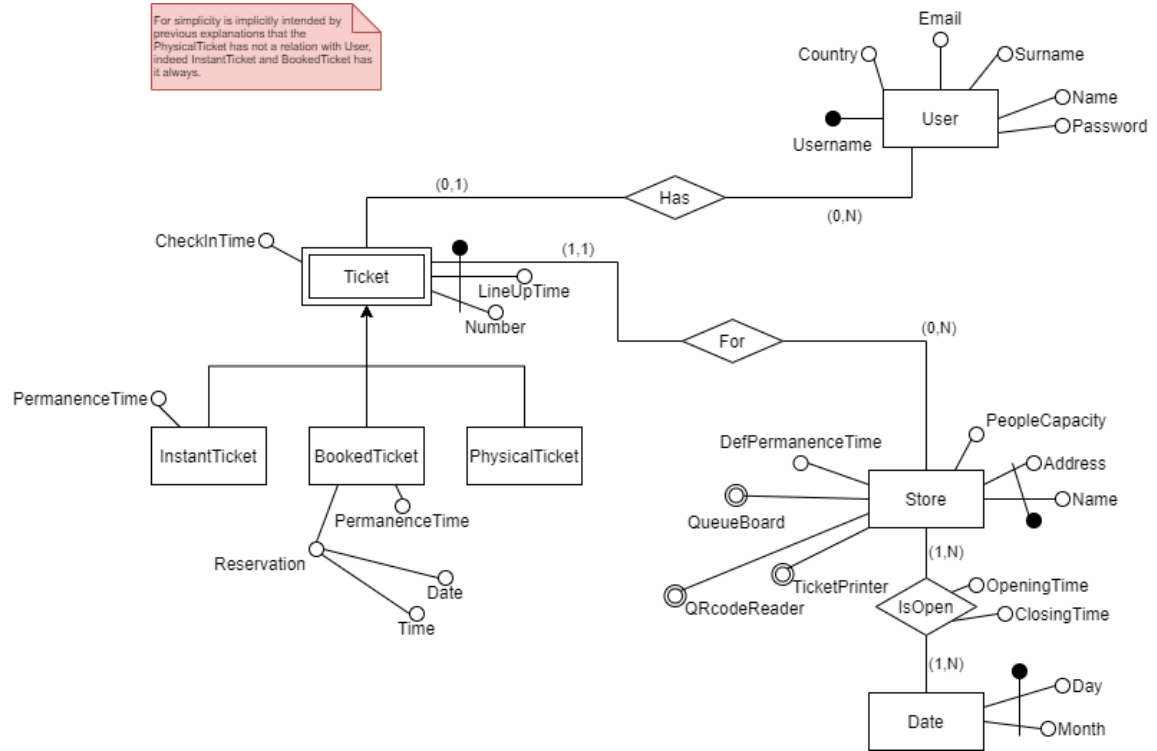 For simplicity is implicitly intended by
previous explanations that the
PhysicalTicket has not a relation with User,
indeed InstantTicket and BookedTicket has
it always.
Email
Country
Surname
User
Name
Password
Username
(0,1)
Has
(0,N)
CheckInTime
(1,1)
Ticket
LineUpTime
Number
(0,N)
For
PermanenceTime
PeopleCapacity
InstantTicket
BookedTicket
PhysicalTicket
DefPermanenceTime
Address
Store
Name
QueueBoard
PermanenceTime
Reservation
(1,N)
TicketPrinter
OpeningTime
QRcodeReader
IsOpen
ClosingTime
Date
Time
(1,N)
Day
Date
Month